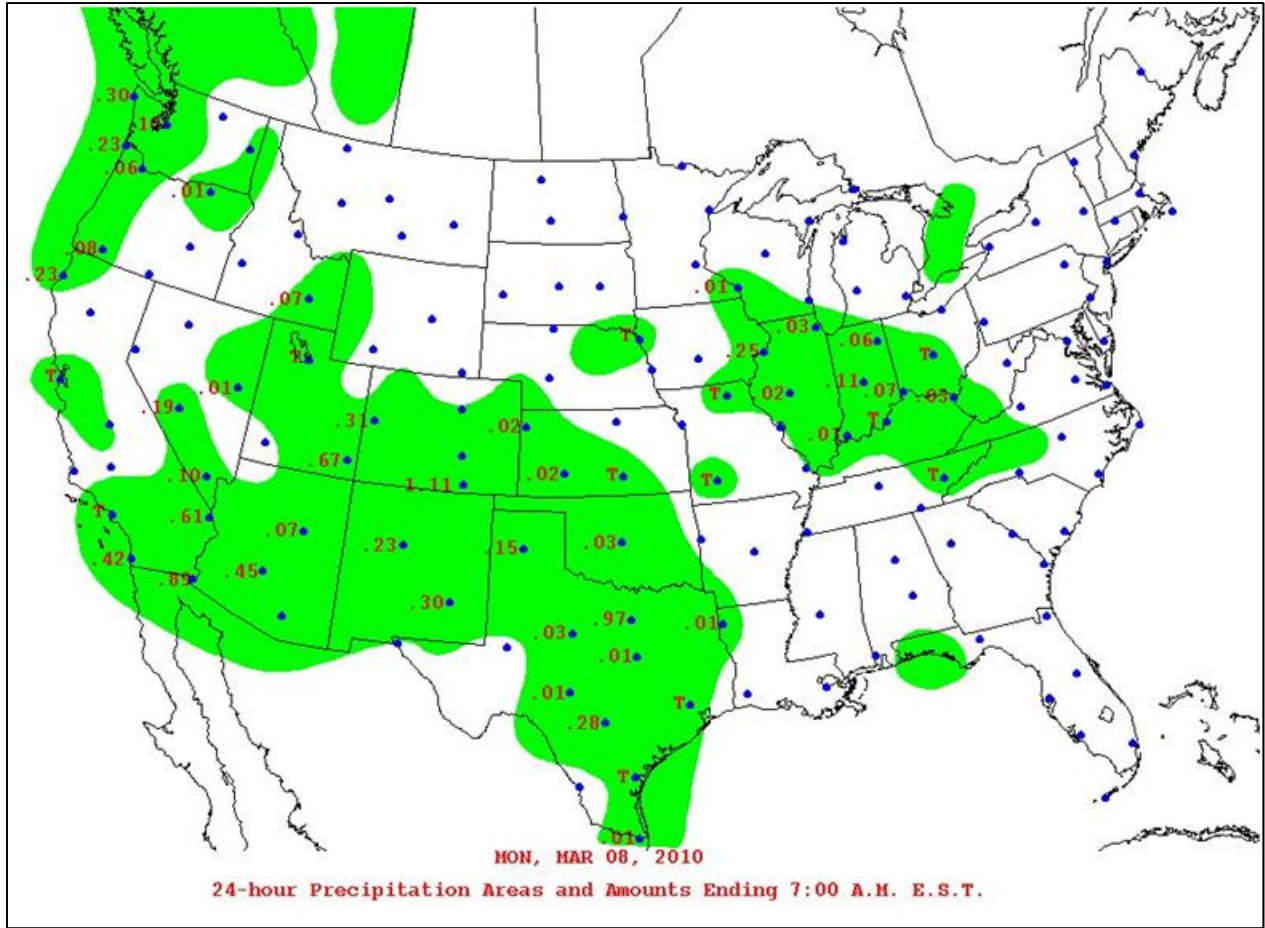 .30
.19
.23
.06
.01
.08
.23
.07
.01
T
.03
.06
T
.25
T
T
.01
.19
.31
.02
T
.02
.11
.07
.03
.01
T
.67
.10
1.11
.02
T
T
T
T
.61
.07
.23
.15
.03
.42
.89
.45
.30
.97
.01
.03
.01
.01
T
.28
T
.01
MON, MAR 08, 2010
24-hour Precipitation Areas and Amounts Ending 7:00 A.M. E.S.T.